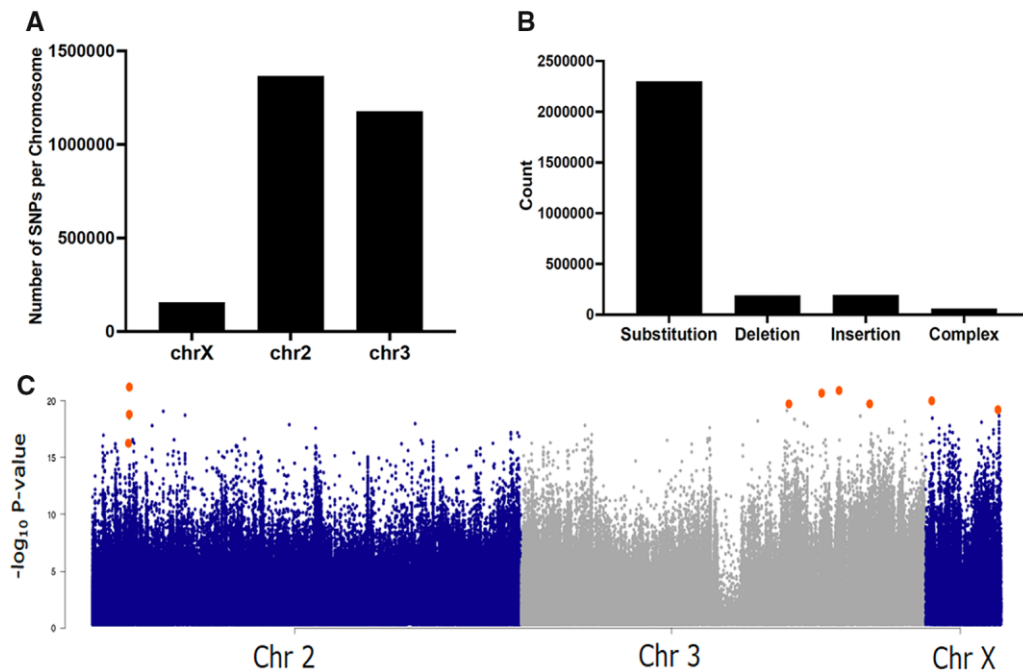 A
Number of SNPs per Chromosome
1500000
1000000
500000
0
chrX chr2 chr3
B
Count
2500000
2000000
1500000
1000000
500000
0
Substitution Deletion Insertion Complex
C
-log₁₀ P-value
20
15
10
5
0
Chr 2 Chr 3 Chr X